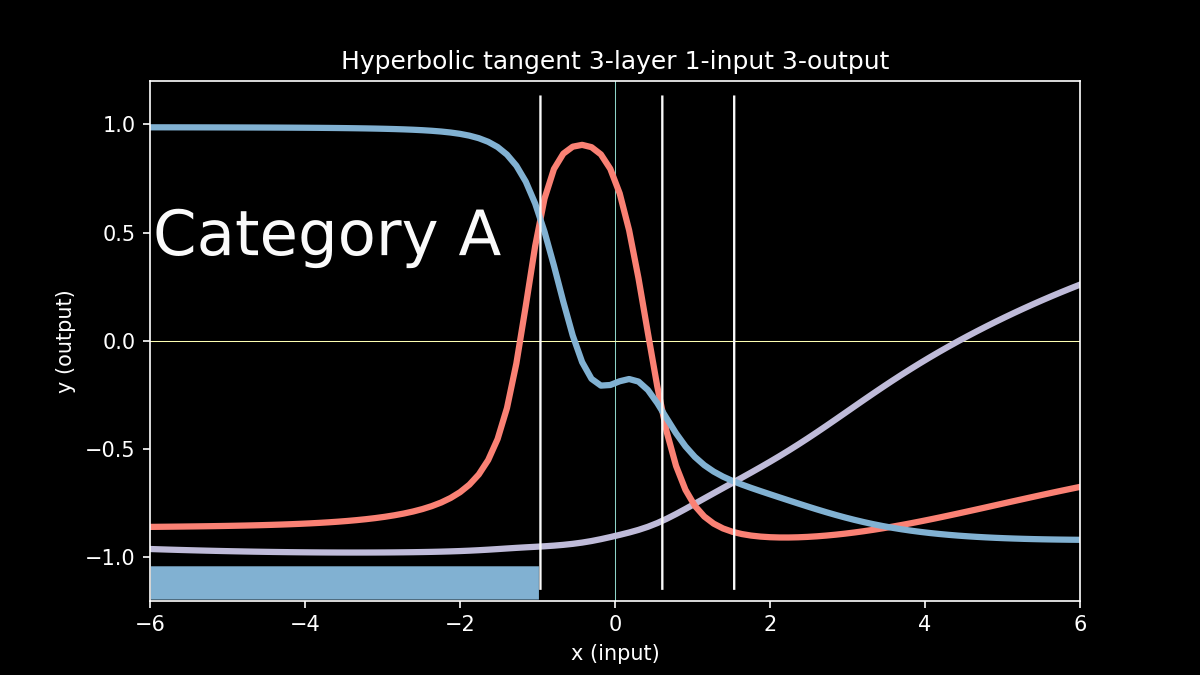 Hyperbolic tangent 3-layer 1-input 3-output
1.0
0.5
0.0
−0.5
−1.0
y (output)
Category A
−6 −4 −2 0 2 4 6
x (input)